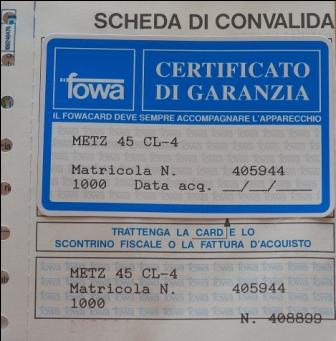 SCHEDA DI CONVALIDA
fowa
CERTIFICATO
DI GARANZIA
IL FOWACARD DEVE SEMPRE ACCOMPAGNARE L'APPARECCHIO
METZ 45 CL-4
Matricola N. 405944
1000 Data acq. __/__/____
TRATTENGA LA CARD E LO
SCONTRINO FISCALE O LA FATTURA D'ACQUISTO
METZ 45 CL-4
Matricola N. 405944
1000
N. 408899